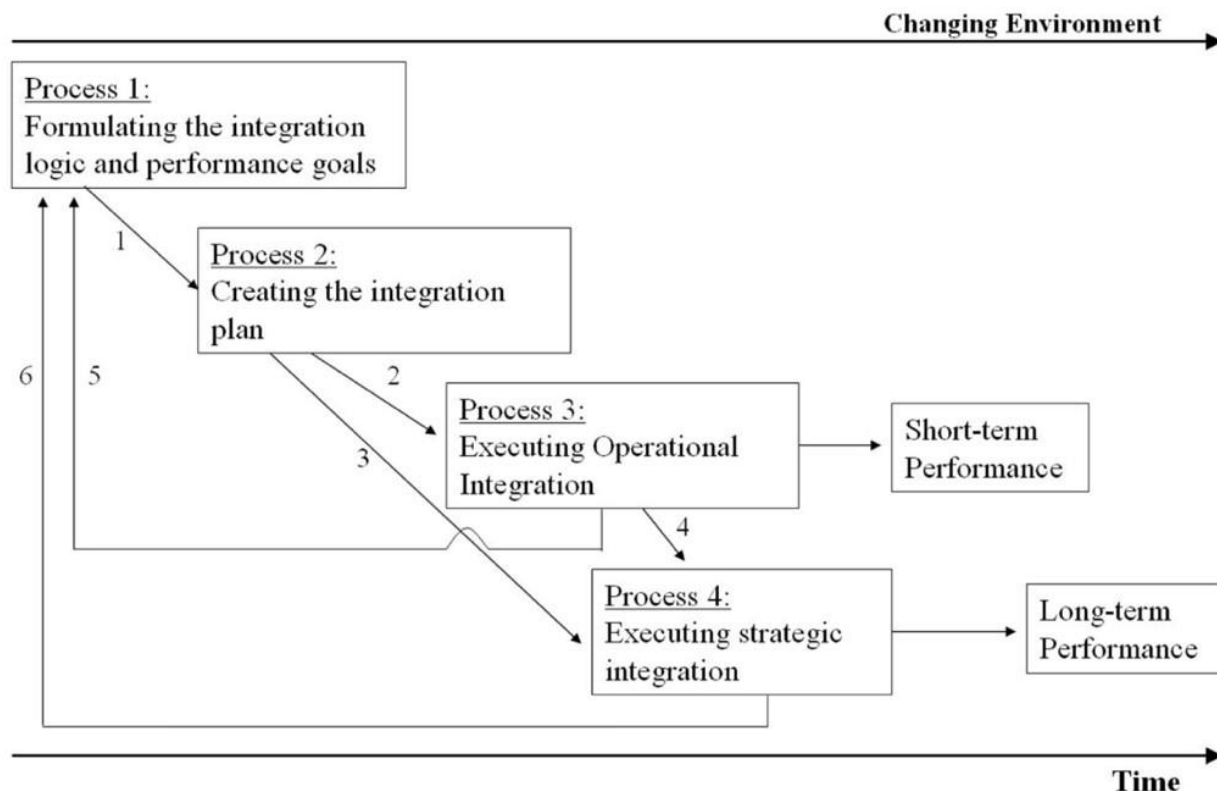 Changing Environment
Process 1:
Formulating the integration
logic and performance goals
1
Process 2:
Creating the integration
plan
6
5
2
3
Process 3:
Executing Operational
Integration
Short-term
Performance
4
Process 4:
Executing strategic
integration
Long-term
Performance
Time